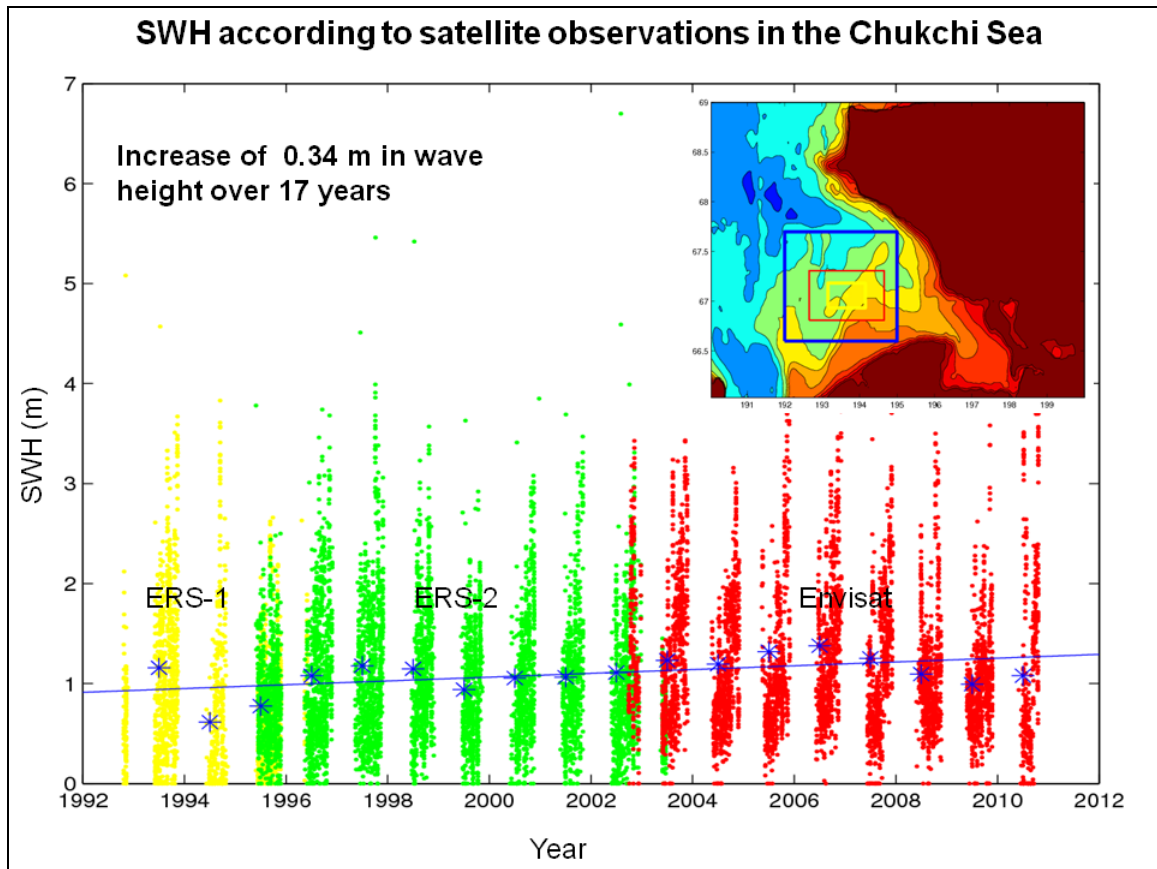 SWH according to satellite observations in the Chukchi Sea
7
6
5
4
3
2
1
0
SWH (m)
Increase of 0.34 m in wave
height over 17 years
69
68.5
68
67.5
67
66.5
191 192 193 194 195 196 197 198 199
ERS-1
ERS-2
Envisat
1992 1994 1996 1998 2000 2002 2004 2006 2008 2010 2012
Year